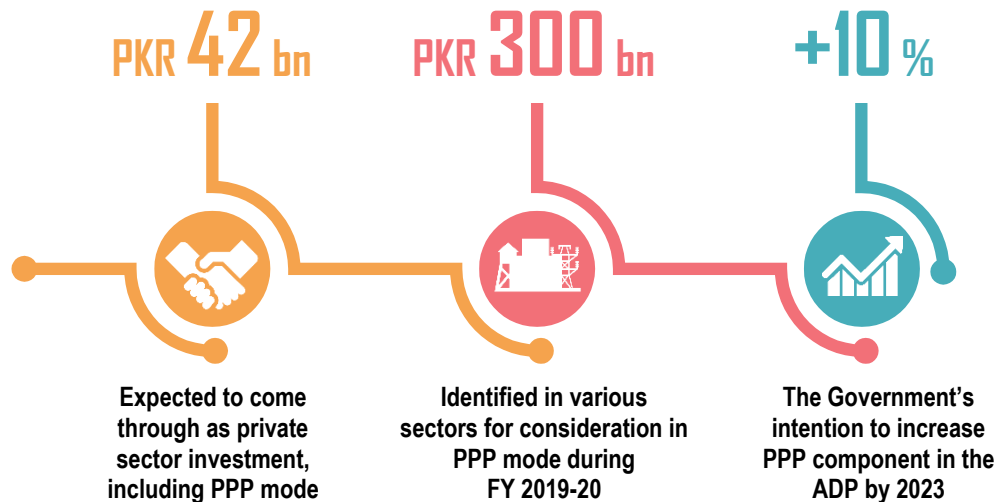 PKR 42 bn
PKR 300 bn
+10 %
Expected to come
through as private
sector investment,
including PPP mode
Identified in various
sectors for consideration in
PPP mode during
FY 2019-20
The Government’s
intention to increase
PPP component in the
ADP by 2023